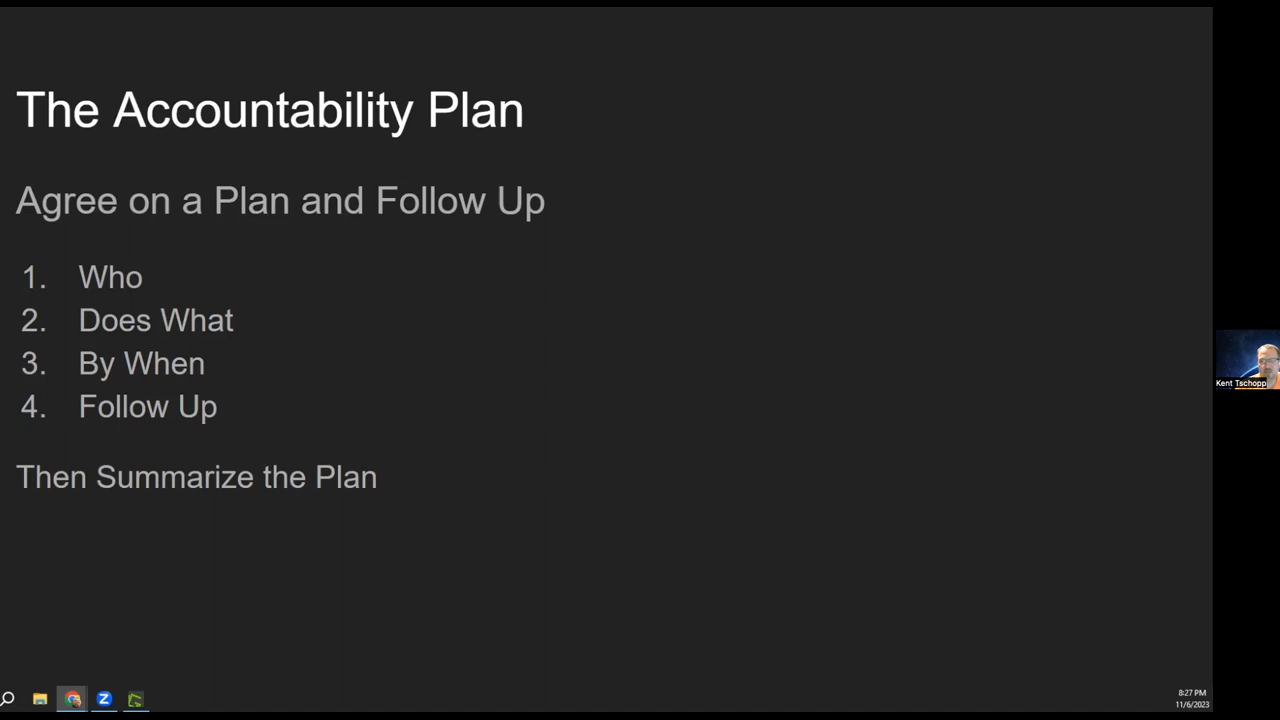 The Accountability Plan
Agree on a Plan and Follow Up
1. Who
2. Does What
3. By When
4. Follow Up
Then Summarize the Plan
Kent Tschopp
8:27 PM
11/6/2023